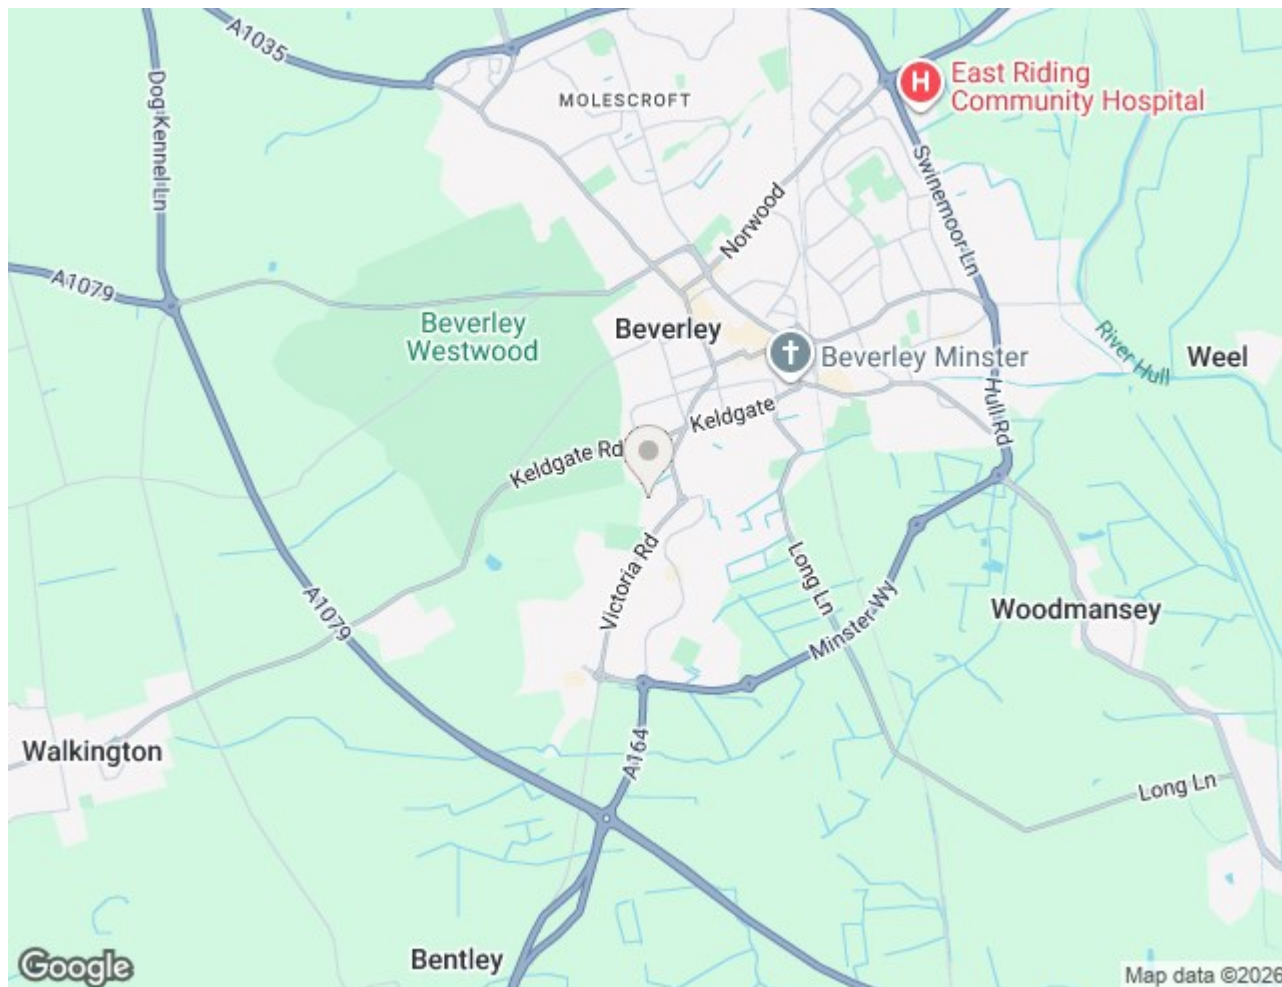 A1035
MOLESCROFT
H
East Riding
Community Hospital
Dog Kennel Ln
Swinemoor Ln
Norwood
A1079
Beverley
Westwood
Beverley
Beverley Minster
River Hull
Weel
Hull Rd
Keldgate
Keldgate Rd
Victoria Rd
Long Ln
A1079
Minster Wy
Woodmansey
Walkington
A164
Long Ln
Bentley
Google
Map data ©2026